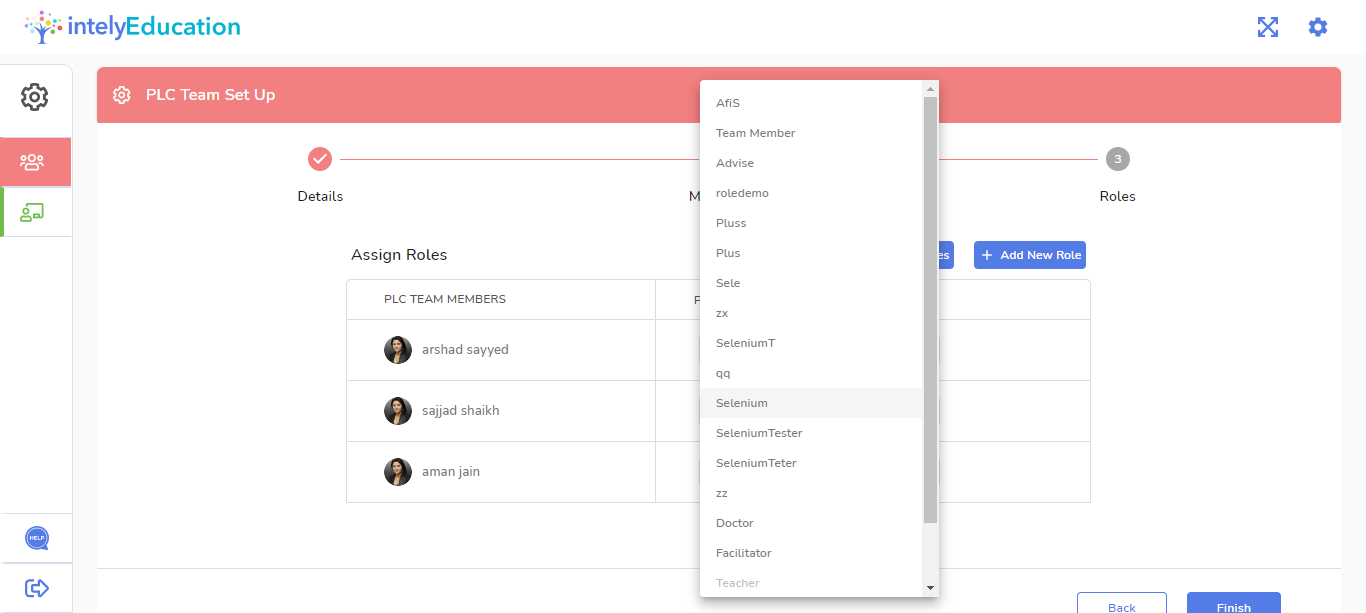 intelyEducation
PLC Team Set Up
3
Details
M
Roles
Assign Roles
es
+ Add New Role
PLC TEAM MEMBERS
P
arshad sayyed
sajjad shaikh
aman jain
AfiS
Team Member
Advise
roledemo
Pluss
Plus
Sele
zx
SeleniumT
qq
Selenium
SeleniumTester
SeleniumTeter
zz
Doctor
Facilitator
Teacher
HELP
Back
Finish